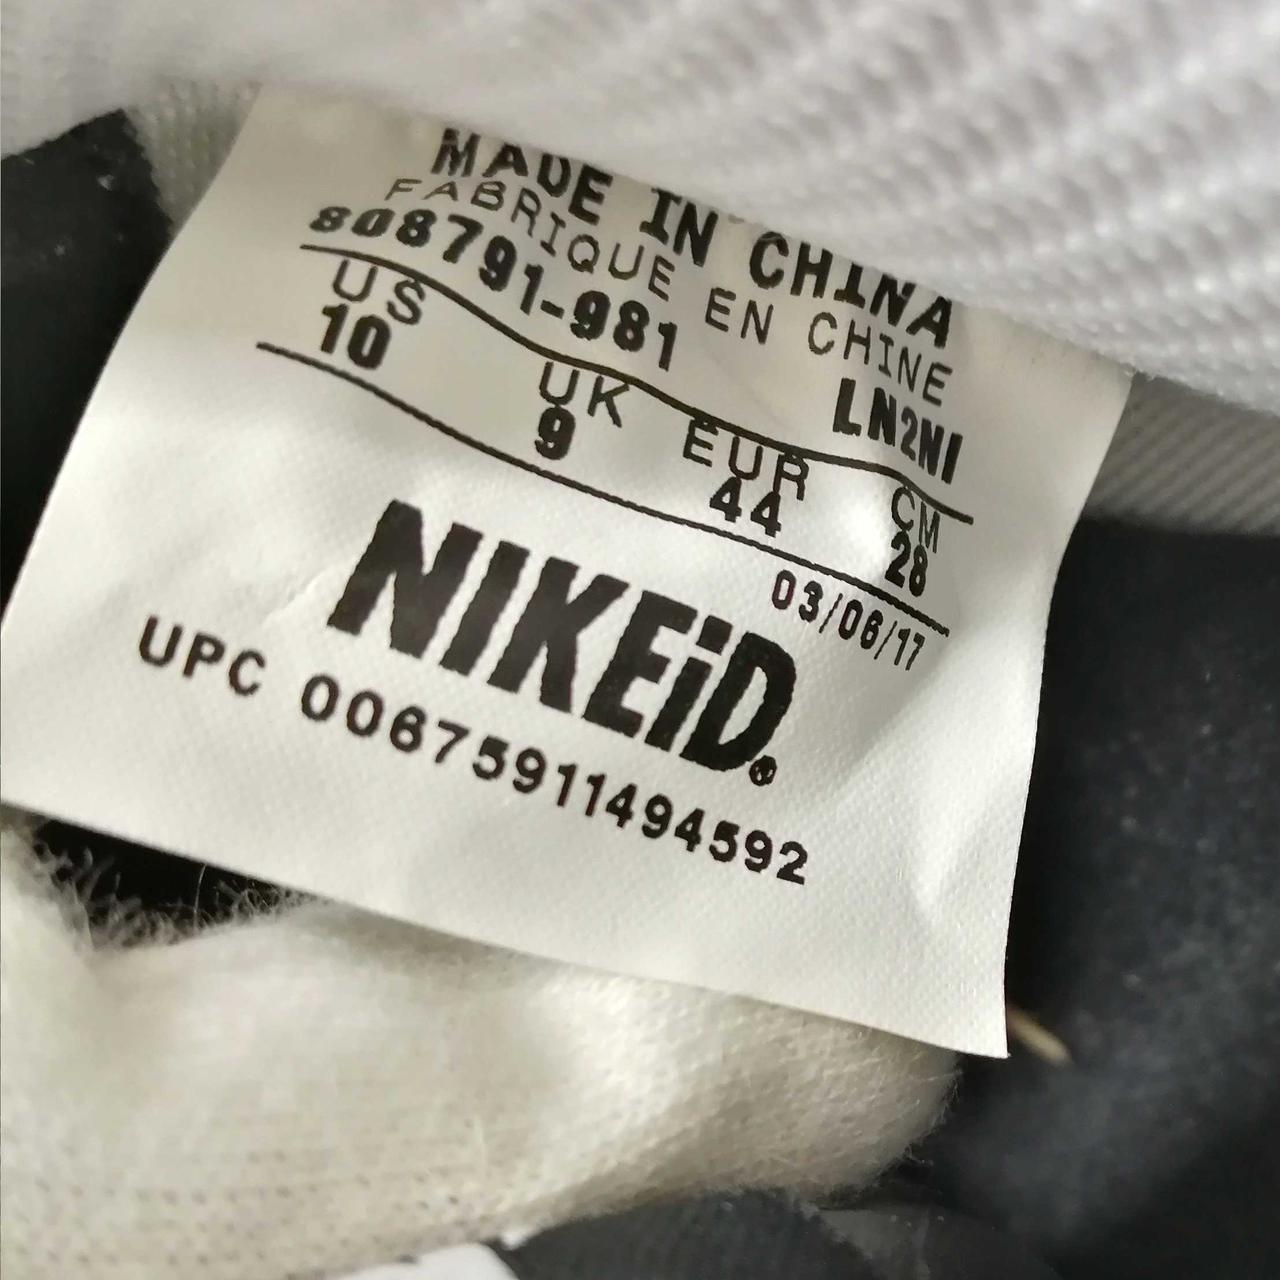 MADE IN CHINA
FABRIQUE EN CHINE
808791-981 LN2NI
US UK EUR CM
10 9 44 28
03/06/17
NIKEiD®
UPC 00675911494592